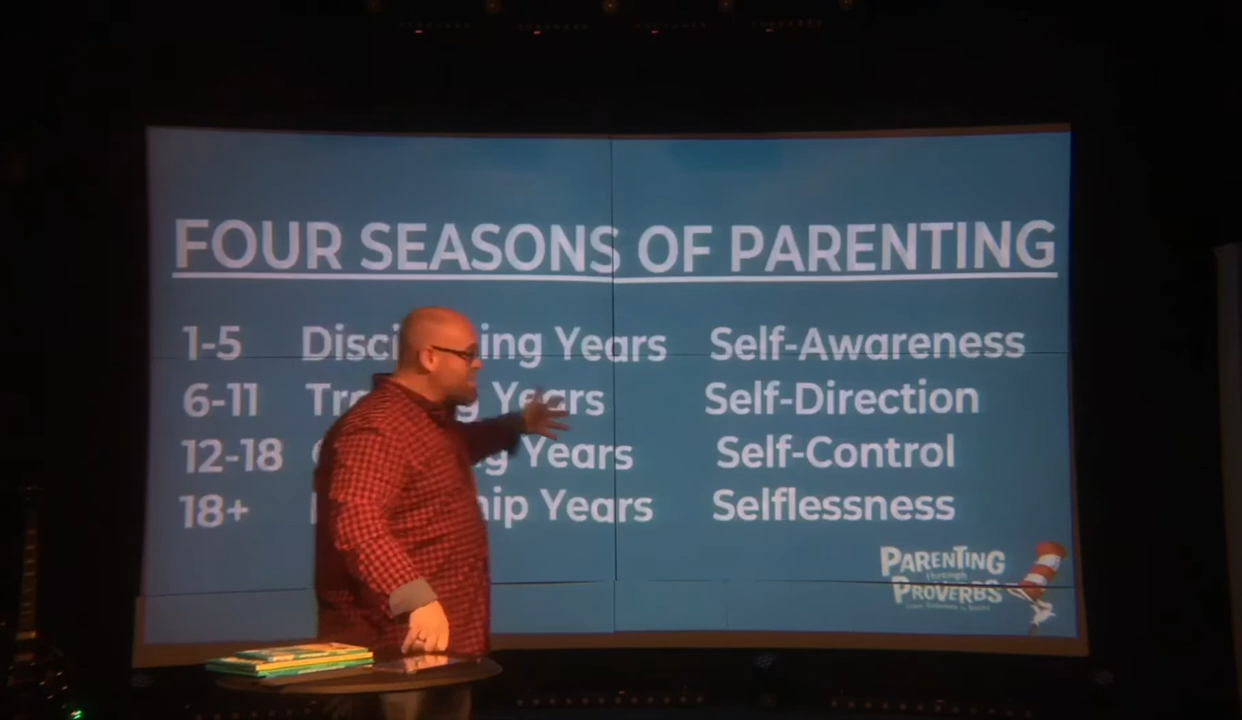 FOUR SEASONS OF PARENTING
1-5 Years Self-Awareness
6-11 Years Self-Direction
12-18 Years Self-Control
18+ Years Selflessness
PARENTING
through
PROVERBS